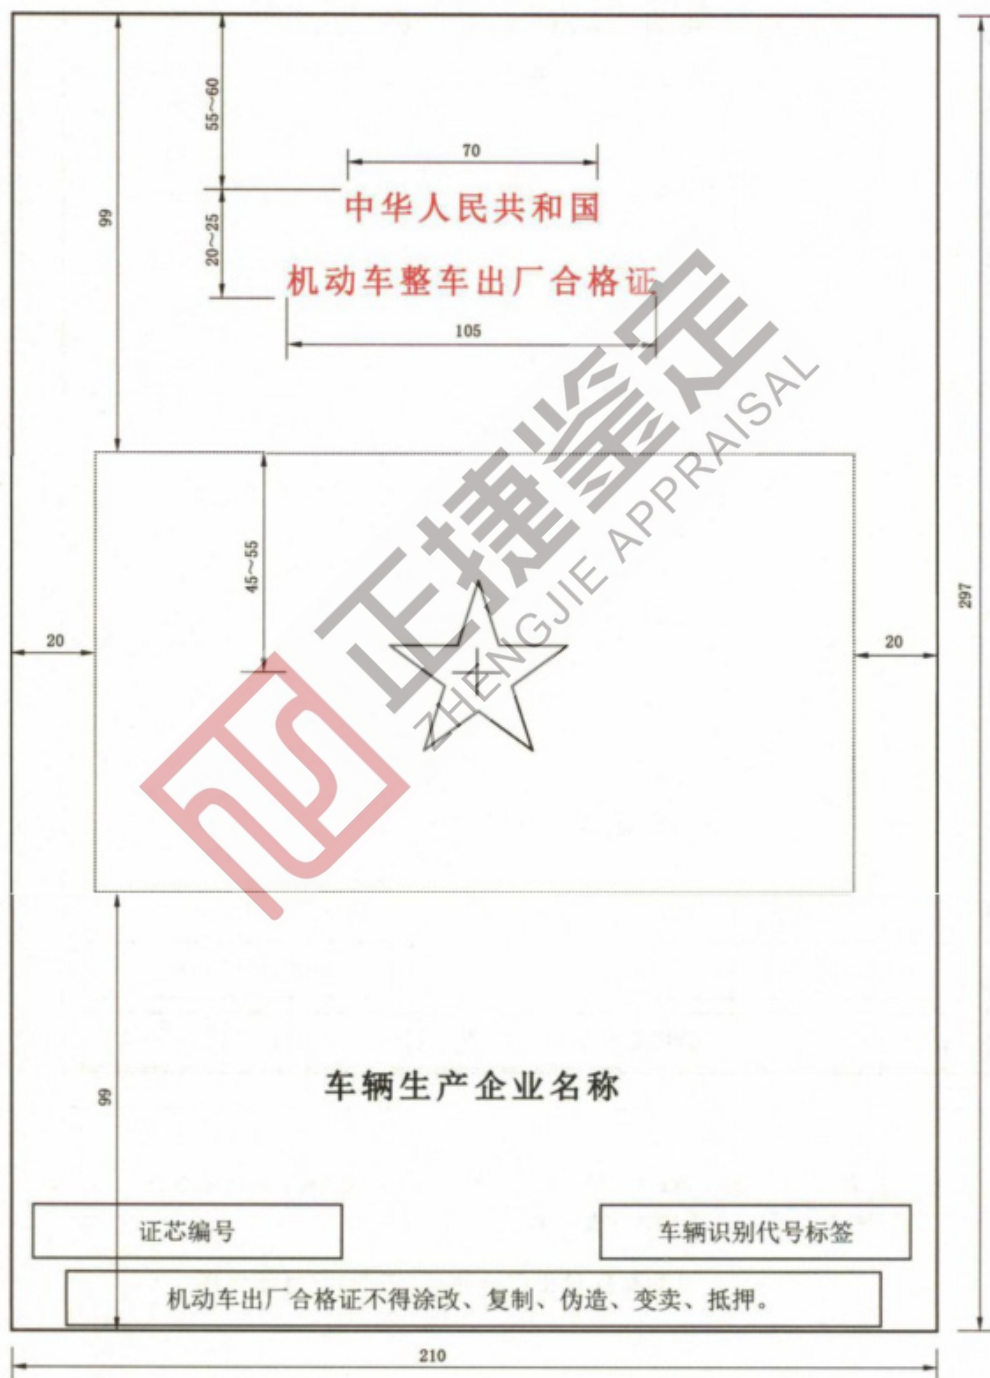 55~60
70
99
中华人民共和国
20~25
机动车整车出厂合格证
105
正捷鉴定
ZHENGJIE APPRAISAL
45~55
297
20
20
车辆生产企业名称
99
证芯编号
车辆识别代号标签
机动车出厂合格证不得涂改、复制、伪造、变卖、抵押。
210